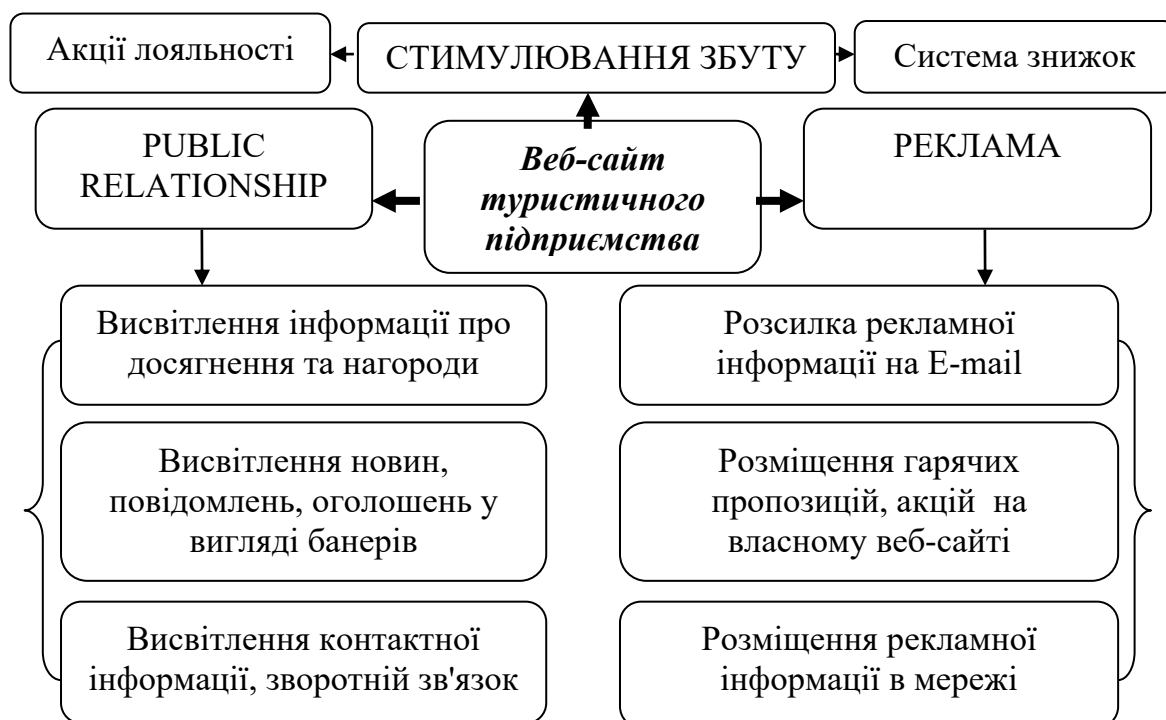 Акції лояльності
СТИМУЛЮВАННЯ ЗБУТУ
Система знижок
PUBLIC
RELATIONSHIP
Веб-сайт
туристичного
підприємства
РЕКЛАМА
Висвітлення інформації про
досягнення та нагороди
Розсилка рекламної
інформації на E-mail
Висвітлення новин,
повідомлень, оголошень у
вигляді банерів
Розміщення гарячих
пропозицій, акцій на
власному веб-сайті
Висвітлення контактної
інформації, зворотній зв'язок
Розміщення рекламної
інформації в мережі